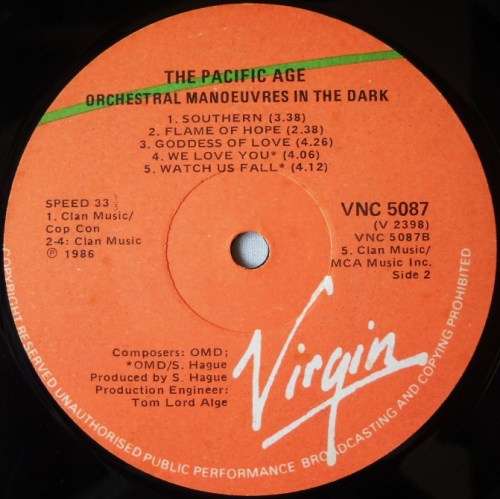 THE PACIFIC AGE
ORCHESTRAL MANOEUVRES IN THE DARK
1. SOUTHERN (3.38)
2. FLAME OF HOPE (2.38)
3. GODDESS OF LOVE (4.26)
4. WE LOVE YOU* (4.06)
5. WATCH US FALL* (4.12)
SPEED 33
1. Clan Music/
Cop Con
2-4: Clan Music
℗ 1986
VNC 5087
(V 2398)
VNC 5087B
5. Clan Music/
MCA Music Inc.
Side 2
Composers: OMD;
*OMD/S. Hague
Produced by S. Hague
Production Engineer:
Tom Lord Alge
Virgin
COPYRIGHT RESERVED UNAUTHORISED PUBLIC PERFORMANCE BROADCASTING AND COPYING PROHIBITED